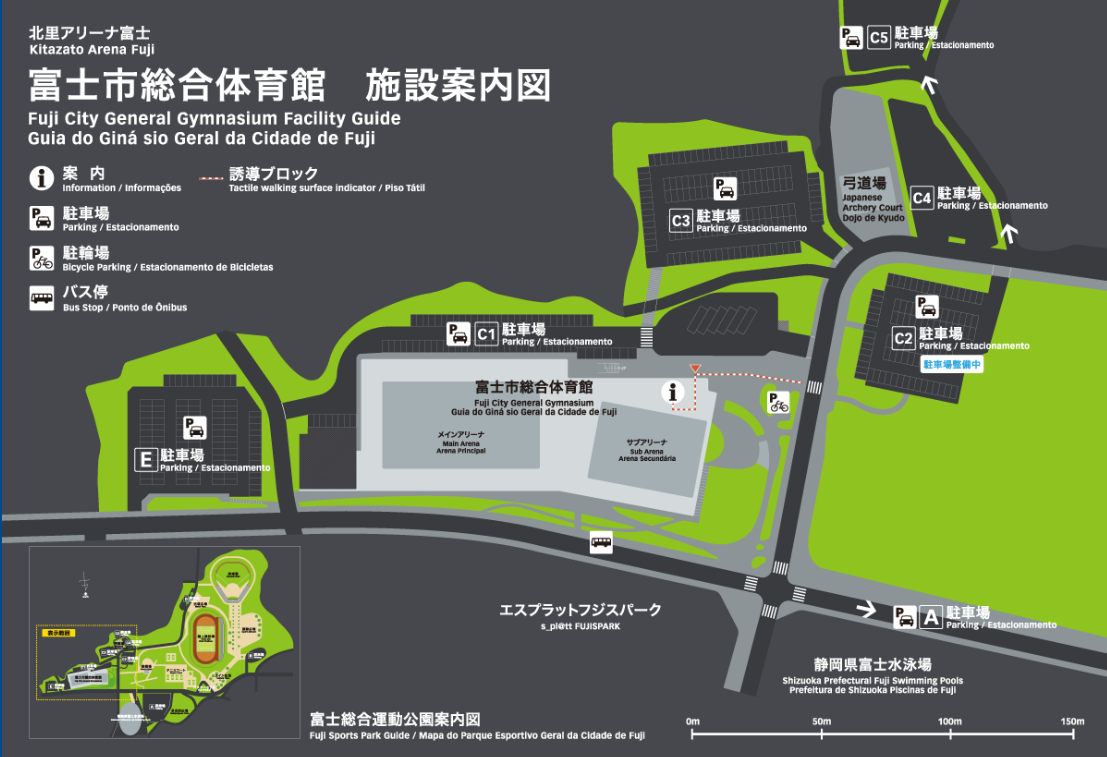 北里アリーナ富士
Kitazato Arena Fuji
富士市総合体育館　施設案内図
Fuji City General Gymnasium Facility Guide
Guia do Giná sio Geral da Cidade de Fuji
i
案　内
Information / Informações
誘導ブロック
Tactile walking surface indicator / Piso Tátil
P
駐車場
Parking / Estacionamento
P
駐輪場
Bicycle Parking / Estacionamento de Bicicletas
バス停
Bus Stop / Ponto de Ônibus
P
C5
駐車場
Parking / Estacionamento
弓道場
Japanese
Archery Court
Dojo de Kyudo
C4
駐車場
Parking / Estacionamento
P
C3
駐車場
Parking / Estacionamento
P
C2
駐車場
Parking / Estacionamento
駐車場整備中
P
C1
駐車場
Parking / Estacionamento
富士市総合体育館
Fuji City General Gymnasium
Guia do Giná sio Geral da Cidade de Fuji
i
P
メインアリーナ
Main Arena
Arena Principal
サブアリーナ
Sub Arena
Arena Secundária
P
E
駐車場
Parking / Estacionamento
エスプラットフジスパーク
s_pl@tt FUJISPARK
P
A
駐車場
Parking / Estacionamento
静岡県富士水泳場
Shizuoka Prefectural Fuji Swimming Pools
Prefeitura de Shizuoka Piscinas de Fuji
表示範囲
富士総合運動公園案内図
Fuji Sports Park Guide / Mapa do Parque Esportivo Geral da Cidade de Fuji
0m
50m
100m
150m